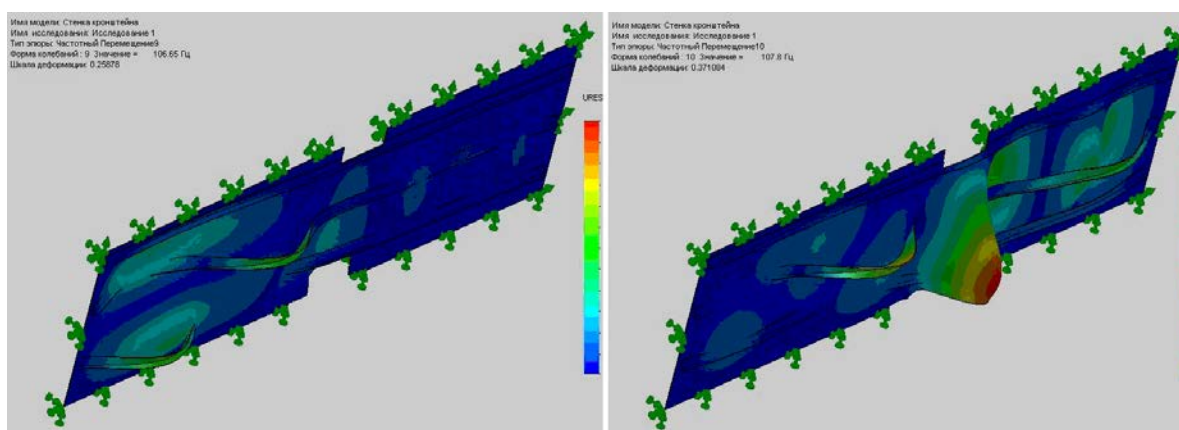 Имя модели: Стенка кронштейна
Имя исследования: Исследование 1
Тип эпюры: Частотный Перемещение9
Форма колебаний : 9 Значение = 106.65 Гц
Шкала деформации: 0.25878
URES
Имя модели: Стенка кронштейна
Имя исследования: Исследование 1
Тип эпюры: Частотный Перемещение10
Форма колебаний : 10 Значение = 107.8 Гц
Шкала деформации: 0.371084